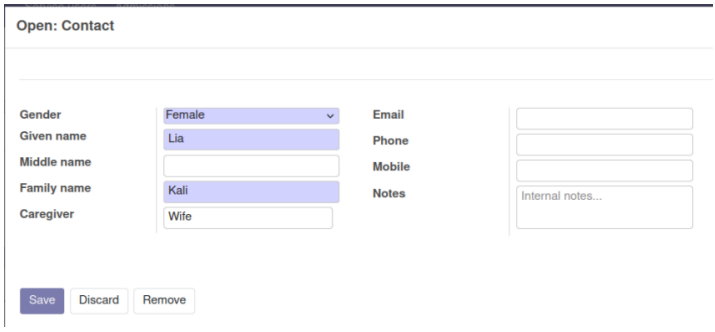 Open: Contact
Gender Female
Given name Lia
Middle name
Family name Kali
Caregiver Wife
Email
Phone
Mobile
Notes Internal notes...
Save Discard Remove